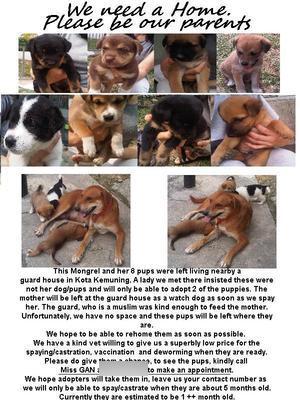 We need a Home.
Please be our parents
This Mongrel and her 8 pups were left living nearby a
guard house in Kota Kemuning. A lady we met there insisted these were
not her dog/pups and will only be able to adopt 2 of the puppies. The
mother will be left at the guard house as a watch dog as soon as we spay
her. The guard, who is a muslim was kind enough to feed the mother.
Unfortunately, we have no space and these pups will be left where they
are.
We hope to be able to rehome them as soon as possible.
We have a kind vet willing to give us a superbly low price for the
spaying/castration, vaccination and deworming when they are ready.
Please do give them a chance, to see the pups, kindly call
Miss GAN to make an appointment.
We hope adopters will take them in, leave us your contact number as
we will only be able to spay/castrate when they are about 5 months old.
Currently they are estimated to be 1 ++ month old.